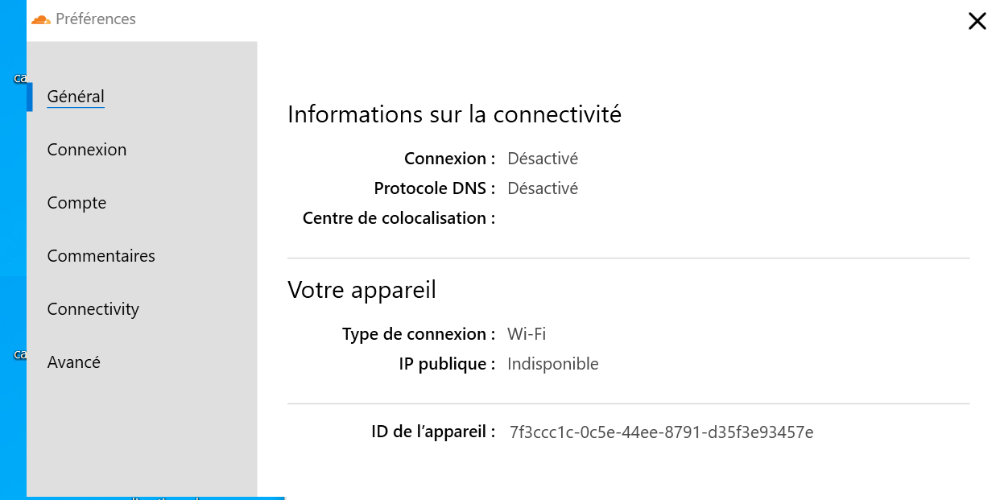 Préférences
Général
Connexion
Compte
Commentaires
Connectivity
Avancé
Informations sur la connectivité
Connexion : Désactivé
Protocole DNS : Désactivé
Centre de colocalisation :
Votre appareil
Type de connexion : Wi-Fi
IP publique : Indisponible
ID de l’appareil : 7f3ccc1c-0c5e-44ee-8791-d35f3e93457e
ca
ca